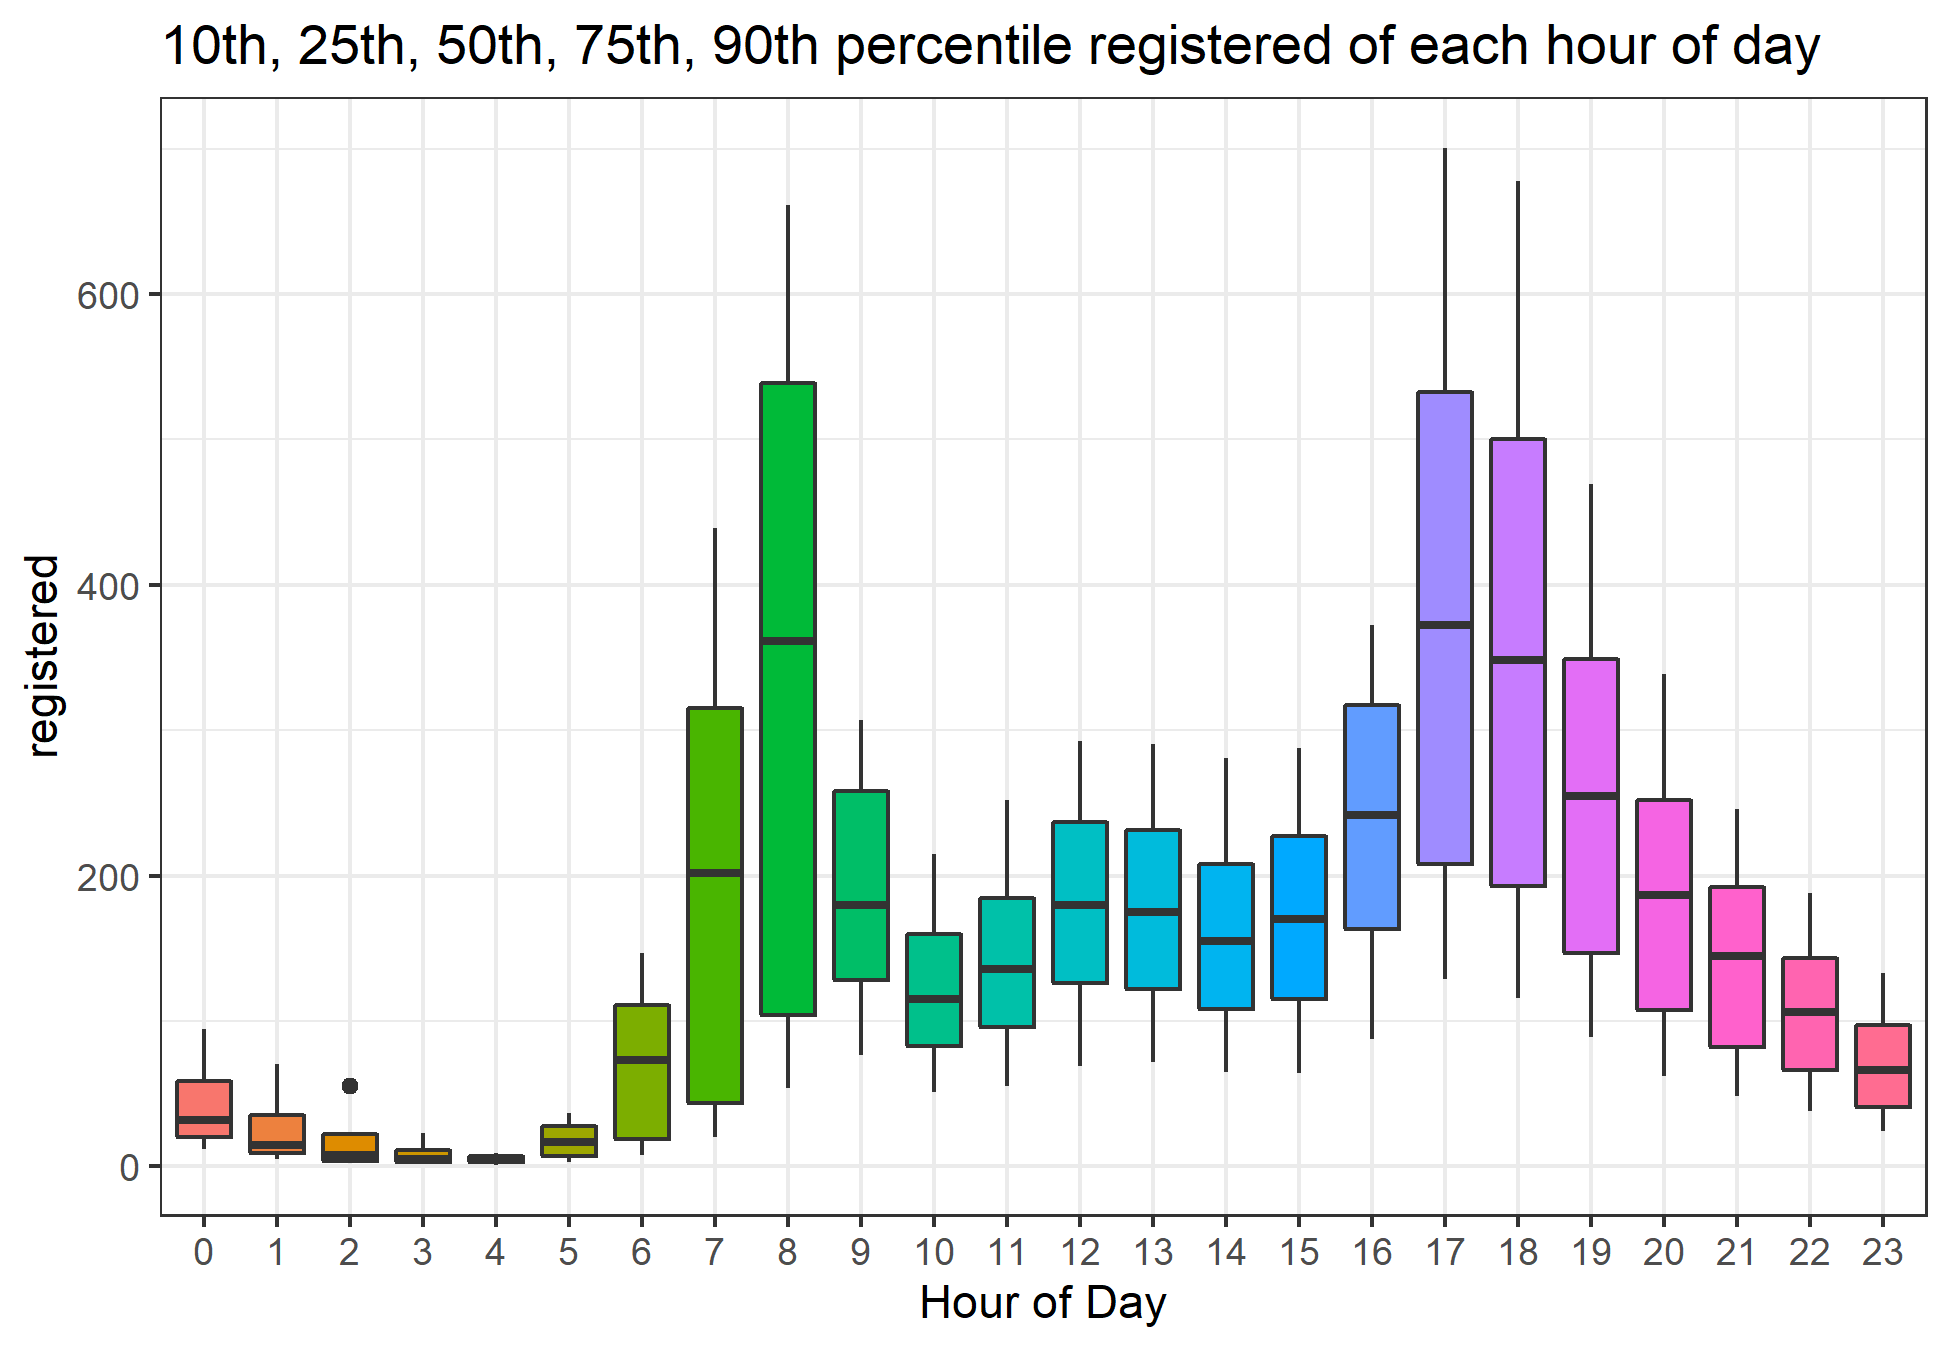 10th, 25th, 50th, 75th, 90th percentile registered of each hour of day
registered
600
400
200
0
0 1 2 3 4 5 6 7 8 9 10 11 12 13 14 15 16 17 18 19 20 21 22 23
Hour of Day